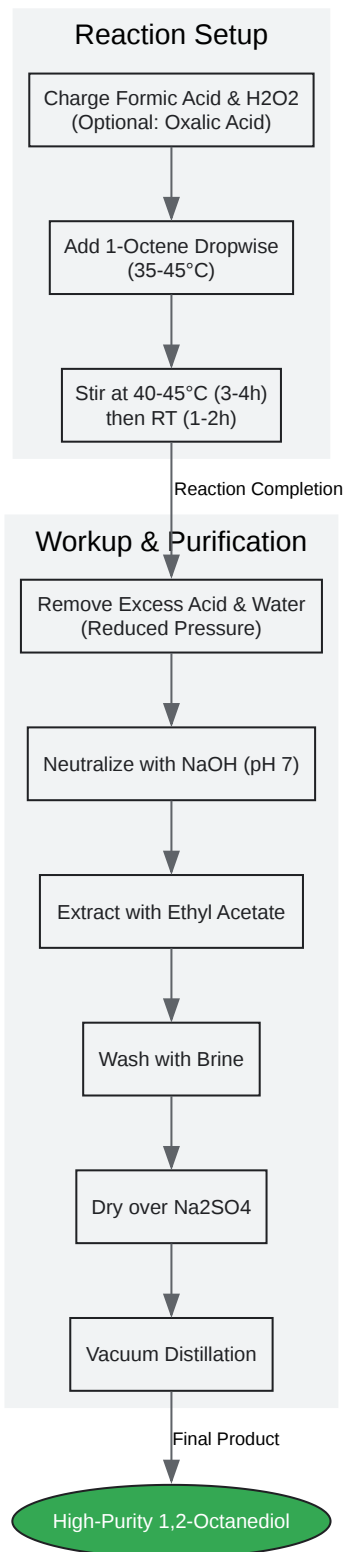 Reaction Setup
Charge Formic Acid & H2O2
(Optional: Oxalic Acid)
Add 1-Octene Dropwise
(35-45°C)
Stir at 40-45°C (3-4h)
then RT (1-2h)
Reaction Completion
Workup & Purification
Remove Excess Acid & Water
(Reduced Pressure)
Neutralize with NaOH (pH 7)
Extract with Ethyl Acetate
Wash with Brine
Dry over Na2SO4
Vacuum Distillation
Final Product
High-Purity 1,2-Octanediol